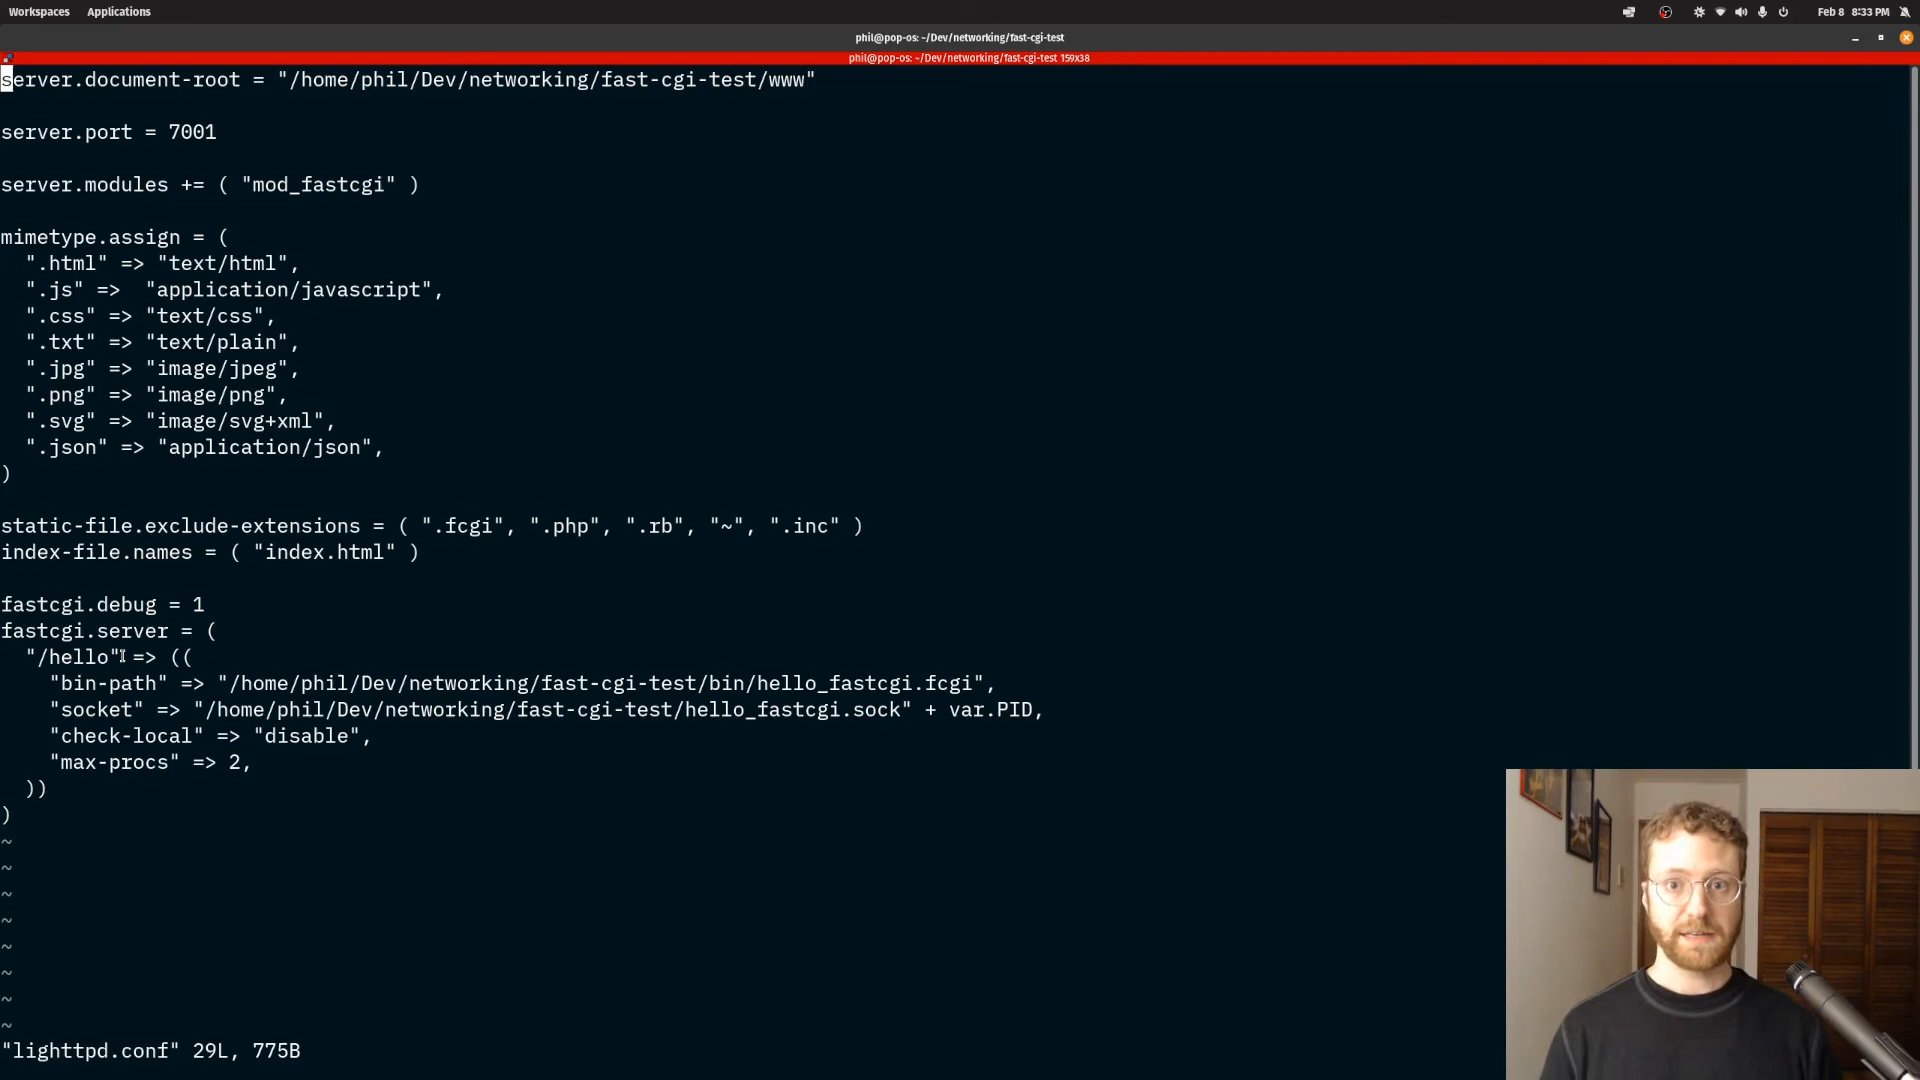 Workspaces Applications Feb 8 8:33 PM
phil@pop-os: ~/Dev/networking/fast-cgi-test
phil@pop-os: ~/Dev/networking/fast-cgi-test 159x38
server.document-root = "/home/phil/Dev/networking/fast-cgi-test/www"
server.port = 7001
server.modules += ( "mod_fastcgi" )
mimetype.assign = (
".html" => "text/html",
".js" =>  "application/javascript",
".css" => "text/css",
".txt" => "text/plain",
".jpg" => "image/jpeg",
".png" => "image/png",
".svg" => "image/svg+xml",
".json" => "application/json",
)
static-file.exclude-extensions = ( ".fcgi", ".php", ".rb", "~", ".inc" )
index-file.names = ( "index.html" )
fastcgi.debug = 1
fastcgi.server = (
"/hello" => ((
"bin-path" => "/home/phil/Dev/networking/fast-cgi-test/bin/hello_fastcgi.fcgi",
"socket" => "/home/phil/Dev/networking/fast-cgi-test/hello_fastcgi.sock" + var.PID,
"check-local" => "disable",
"max-procs" => 2,
))
)
~
~
~
~
~
~
~
~
"lighttpd.conf" 29L, 775B